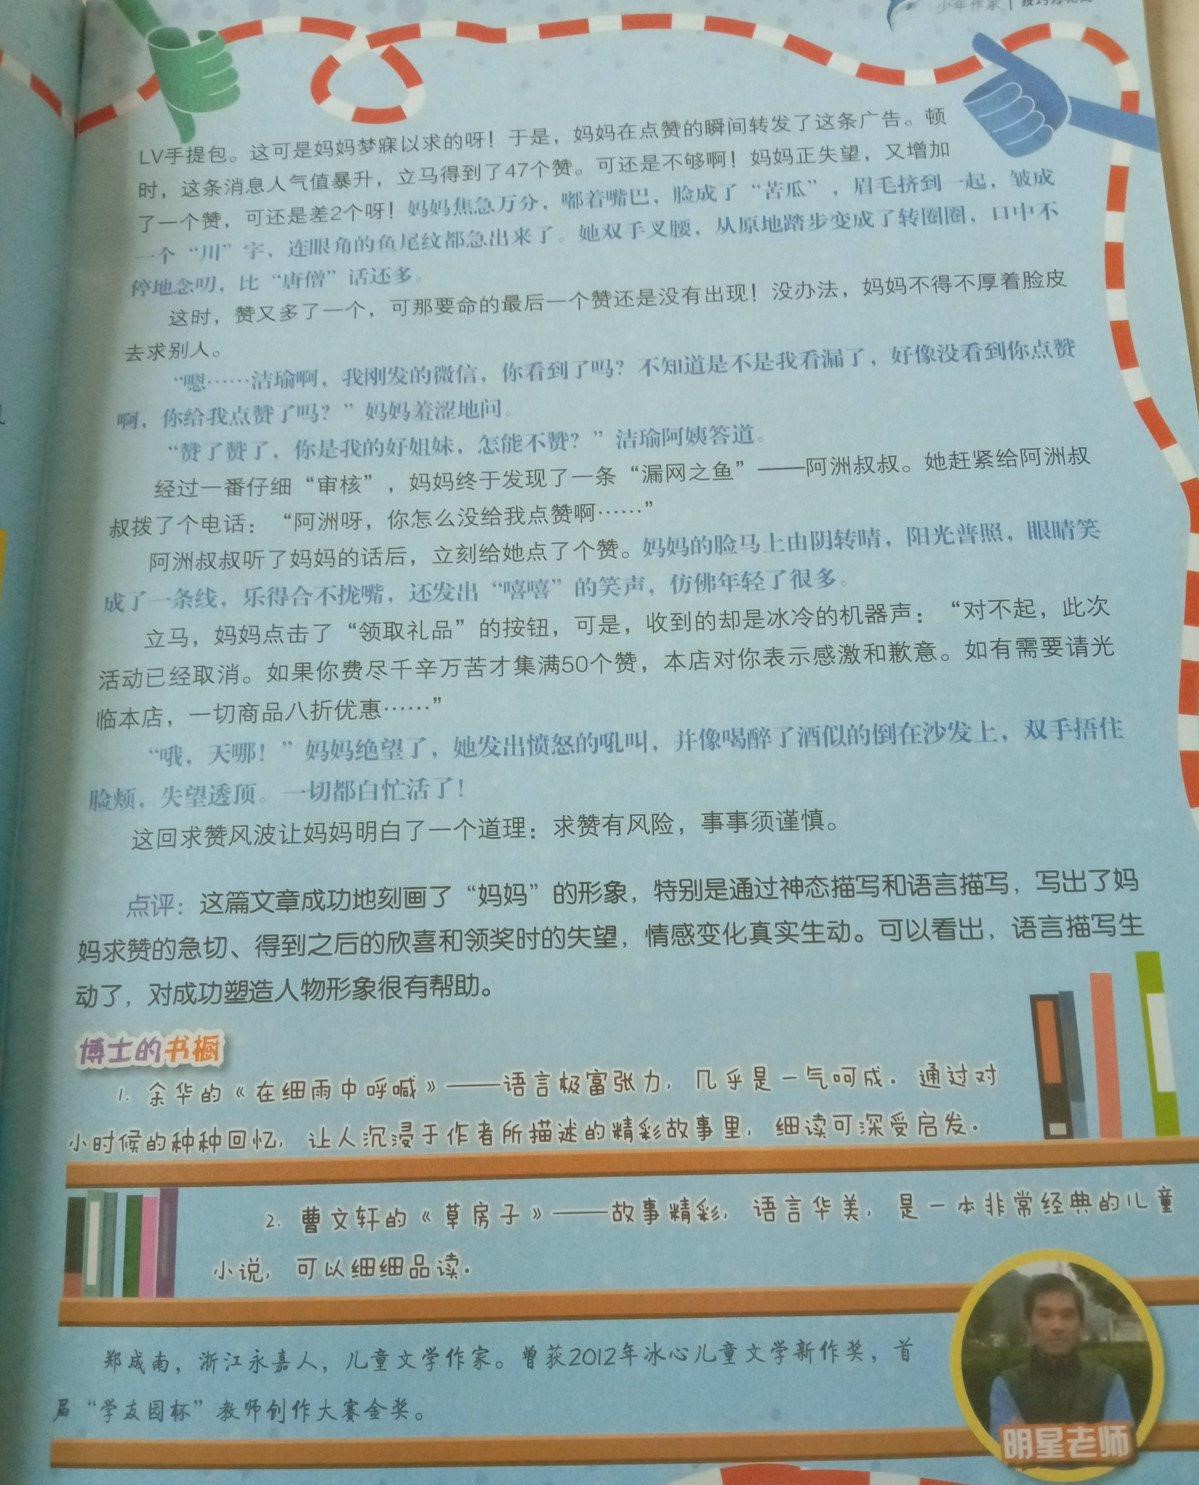 少年作家
LV手提包。这可是妈妈梦寐以求的呀！于是，妈妈在点赞的瞬间转发了这条广告。顿
时，这条消息人气值暴升，立马得到了47个赞。可还是不够啊！妈妈正失望，又增加
了一个赞，可还是差2个呀！妈妈焦急万分，嘟着嘴巴，脸成了“苦瓜”，眉毛挤到一起，皱成
一个“川”字，连眼角的鱼尾纹都急出来了。她双手叉腰，从原地踏步变成了转圈圈，口中不
停地念叨，比“唐僧”话还多。
这时，赞又多了一个，可那要命的最后一个赞还是没有出现！没办法，妈妈不得不厚着脸皮
去求别人。
“嗯……洁瑜啊，我刚发的微信，你看到了吗？不知道是不是我看漏了，好像没看到你点赞
啊，你给我点赞了吗？”妈妈羞涩地问。
“赞了赞了，你是我的好姐妹，怎能不赞？”洁瑜阿姨答道。
经过一番仔细“审核”，妈妈终于发现了一条“漏网之鱼”——阿洲叔叔。她赶紧给阿洲叔
叔拨了个电话：“阿洲呀，你怎么没给我点赞啊……”
阿洲叔叔听了妈妈的话后，立刻给她点了个赞。妈妈的脸马上由阴转晴，阳光普照，眼睛笑
成了一条线，乐得合不拢嘴，还发出“嘻嘻”的笑声，仿佛年轻了很多。
立马，妈妈点击了“领取礼品”的按钮，可是，收到的却是冰冷的机器声：“对不起，此次
活动已经取消。如果你费尽千辛万苦才集满50个赞，本店对你表示感激和歉意。如有需要请光
临本店，一切商品八折优惠……”
“哦，天哪！”妈妈绝望了，她发出愤怒的吼叫，并像喝醉了酒似的倒在沙发上，双手捂住
脸颊，失望透顶。一切都白忙活了！
这回求赞风波让妈妈明白了一个道理：求赞有风险，事事须谨慎。
点评：这篇文章成功地刻画了“妈妈”的形象，特别是通过神态描写和语言描写，写出了妈
妈求赞的急切、得到之后的欣喜和领奖时的失望，情感变化真实生动。可以看出，语言描写生
动了，对成功塑造人物形象很有帮助。
博士的书橱
1. 余华的《在细雨中呼喊》——语言极富张力，几乎是一气呵成。通过对
小时候的种种回忆，让人沉浸于作者所描述的精彩故事里，细读可深受启发。
2. 曹文轩的《草房子》——故事精彩，语言华美，是一本非常经典的儿童
小说，可以细细品读。
郑成南，浙江永嘉人，儿童文学作家。曾获2012年冰心儿童文学新作奖，首
届“学友园杯”教师创作大赛金奖。
明星老师